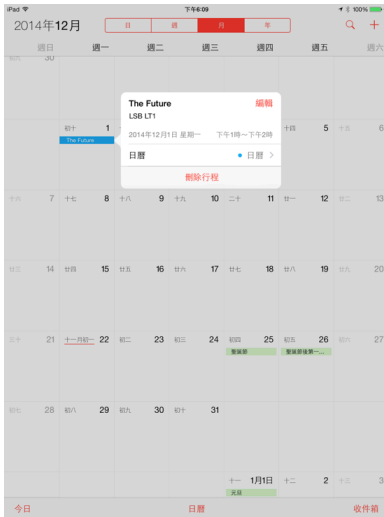 iPad 下午6:09 100%
2014年12月 日 週 月 年
週日 週一 週二 週三 週四 週五 週六
30
初十 1 十四 5 十五 6
The Future
The Future 編輯
LSB LT1
2014年12月1日 星期一 下午1時～下午2時
日曆 日曆
刪除行程
十六 7 十七 8 十八 9 十九 10 二十 11 廿一 12 廿二 13
廿三 14 廿四 15 廿五 16 廿六 17 廿七 18 廿八 19 廿九 20
三十 21 十一月初一 22 初二 23 初三 24 初四 25 初五 26 初六 27
聖誕節 聖誕節後第一...
初七 28 初八 29 初九 30 初十 31
十一 1月1日 十二 2 十三 3
元旦
今日 日曆 收件箱